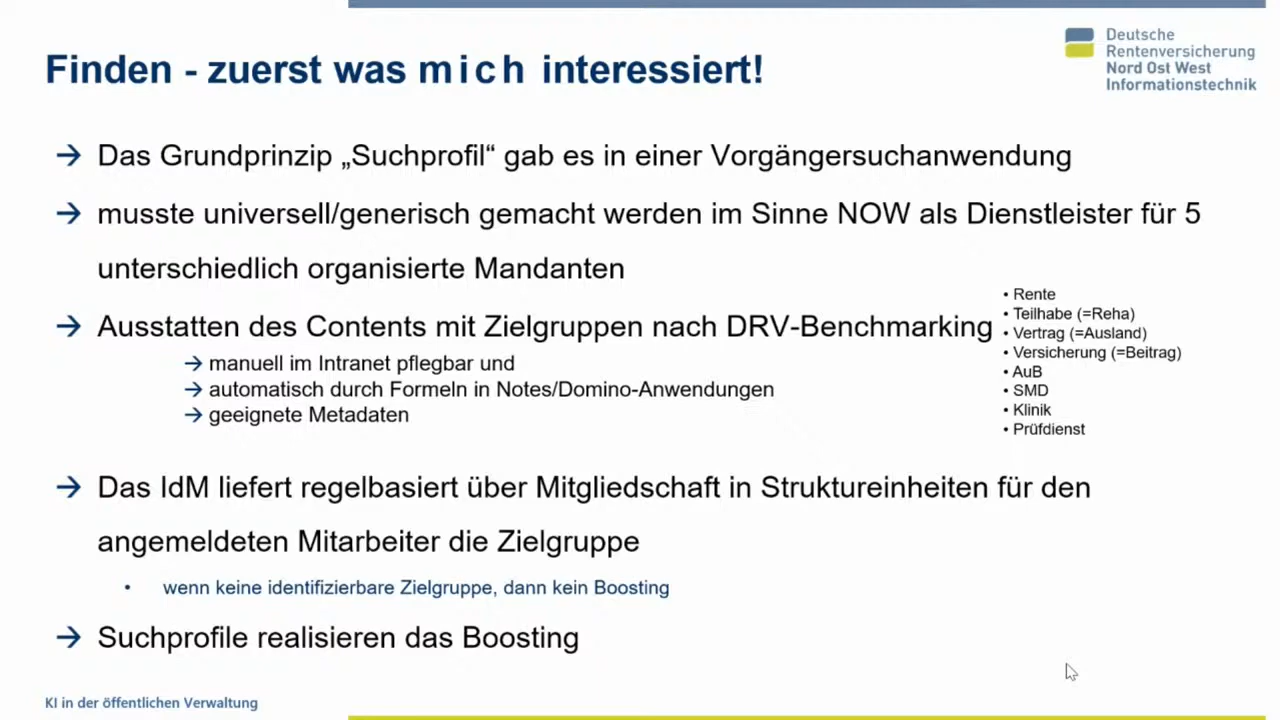 Finden - zuerst was mich interessiert!
Deutsche
Rentenversicherung
Nord Ost West
Informationstechnik
→ Das Grundprinzip „Suchprofil“ gab es in einer Vorgängersuchanwendung
→ musste universell/generisch gemacht werden im Sinne NOW als Dienstleister für 5
unterschiedlich organisierte Mandanten
→ Ausstatten des Contents mit Zielgruppen nach DRV-Benchmarking
→ manuell im Intranet pflegbar und
→ automatisch durch Formeln in Notes/Domino-Anwendungen
→ geeignete Metadaten
• Rente
• Teilhabe (=Reha)
• Vertrag (=Ausland)
• Versicherung (=Beitrag)
• AuB
• SMD
• Klinik
• Prüfdienst
→ Das IdM liefert regelbasiert über Mitgliedschaft in Struktureinheiten für den
angemeldeten Mitarbeiter die Zielgruppe
• wenn keine identifizierbare Zielgruppe, dann kein Boosting
→ Suchprofile realisieren das Boosting
KI in der öffentlichen Verwaltung